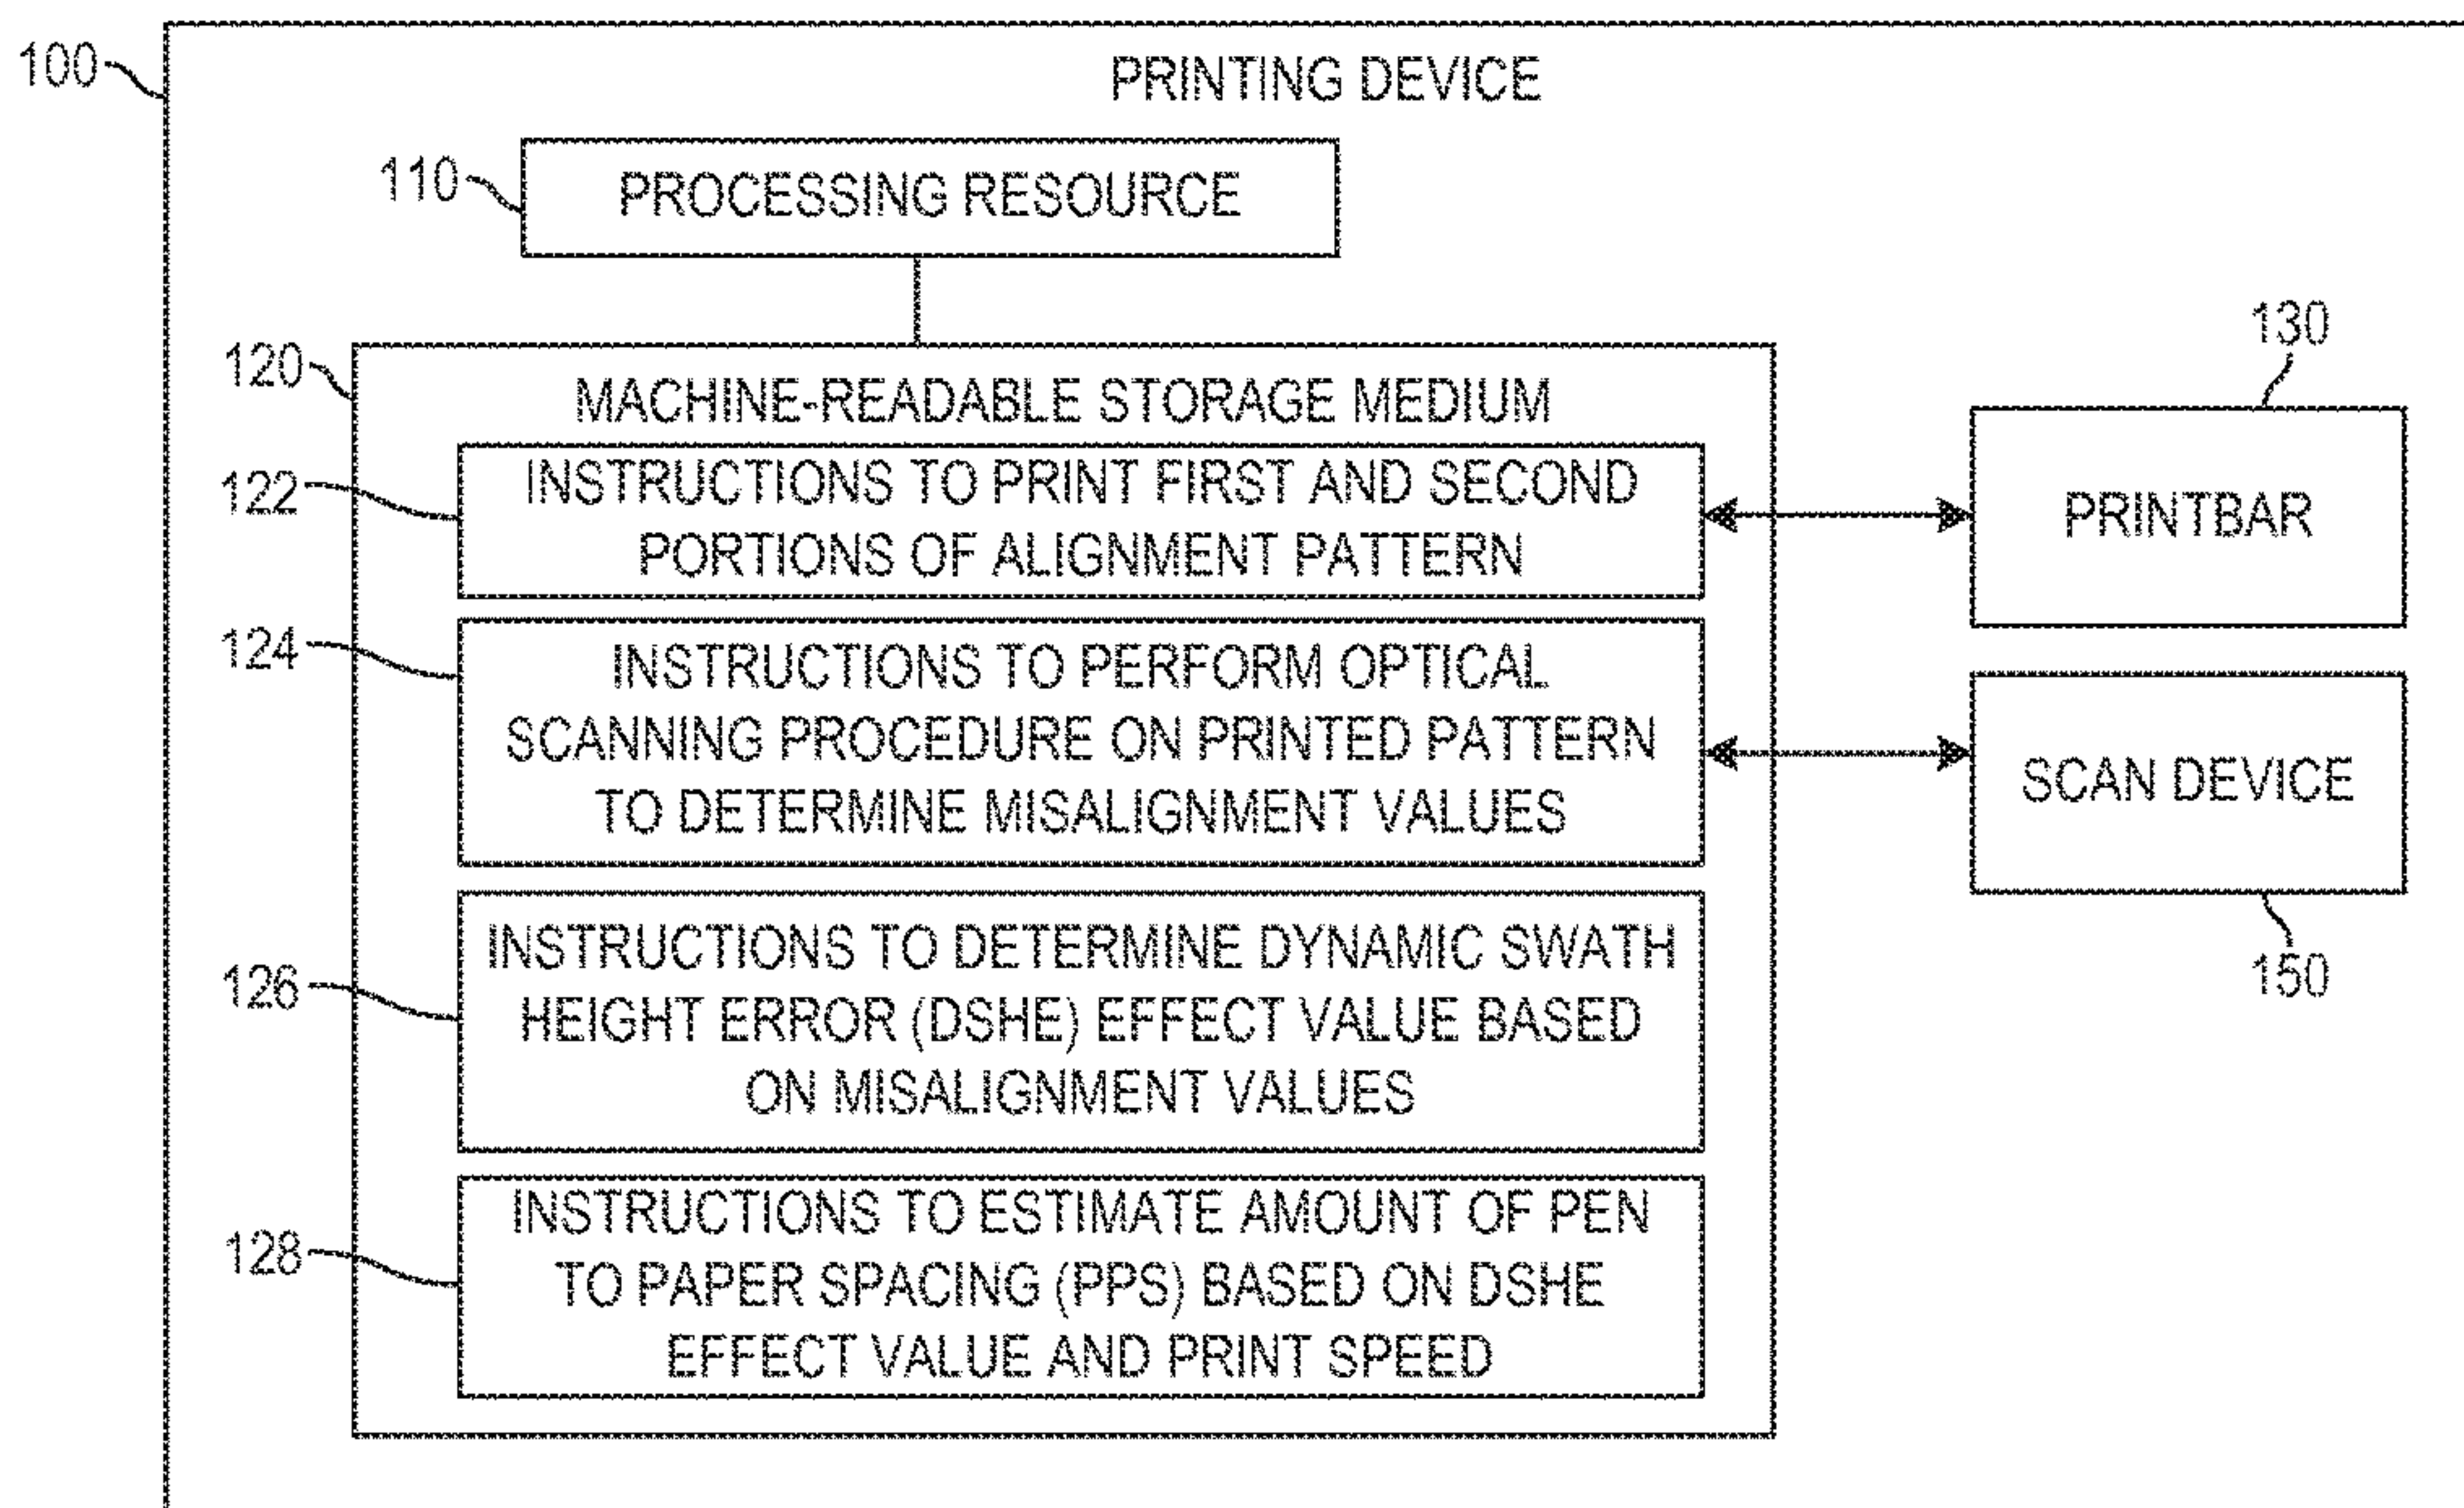 100
PRINTING DEVICE
110
PROCESSING RESOURCE
120
MACHINE-READABLE STORAGE MEDIUM
122
INSTRUCTIONS TO PRINT FIRST AND SECOND
PORTIONS OF ALIGNMENT PATTERN
124
INSTRUCTIONS TO PERFORM OPTICAL
SCANNING PROCEDURE ON PRINTED PATTERN
TO DETERMINE MISALIGNMENT VALUES
126
INSTRUCTIONS TO DETERMINE DYNAMIC SWATH
HEIGHT ERROR (DSHE) EFFECT VALUE BASED
ON MISALIGNMENT VALUES
128
INSTRUCTIONS TO ESTIMATE AMOUNT OF PEN
TO PAPER SPACING (PPS) BASED ON DSHE
EFFECT VALUE AND PRINT SPEED
130
PRINTBAR
SCAN DEVICE
150